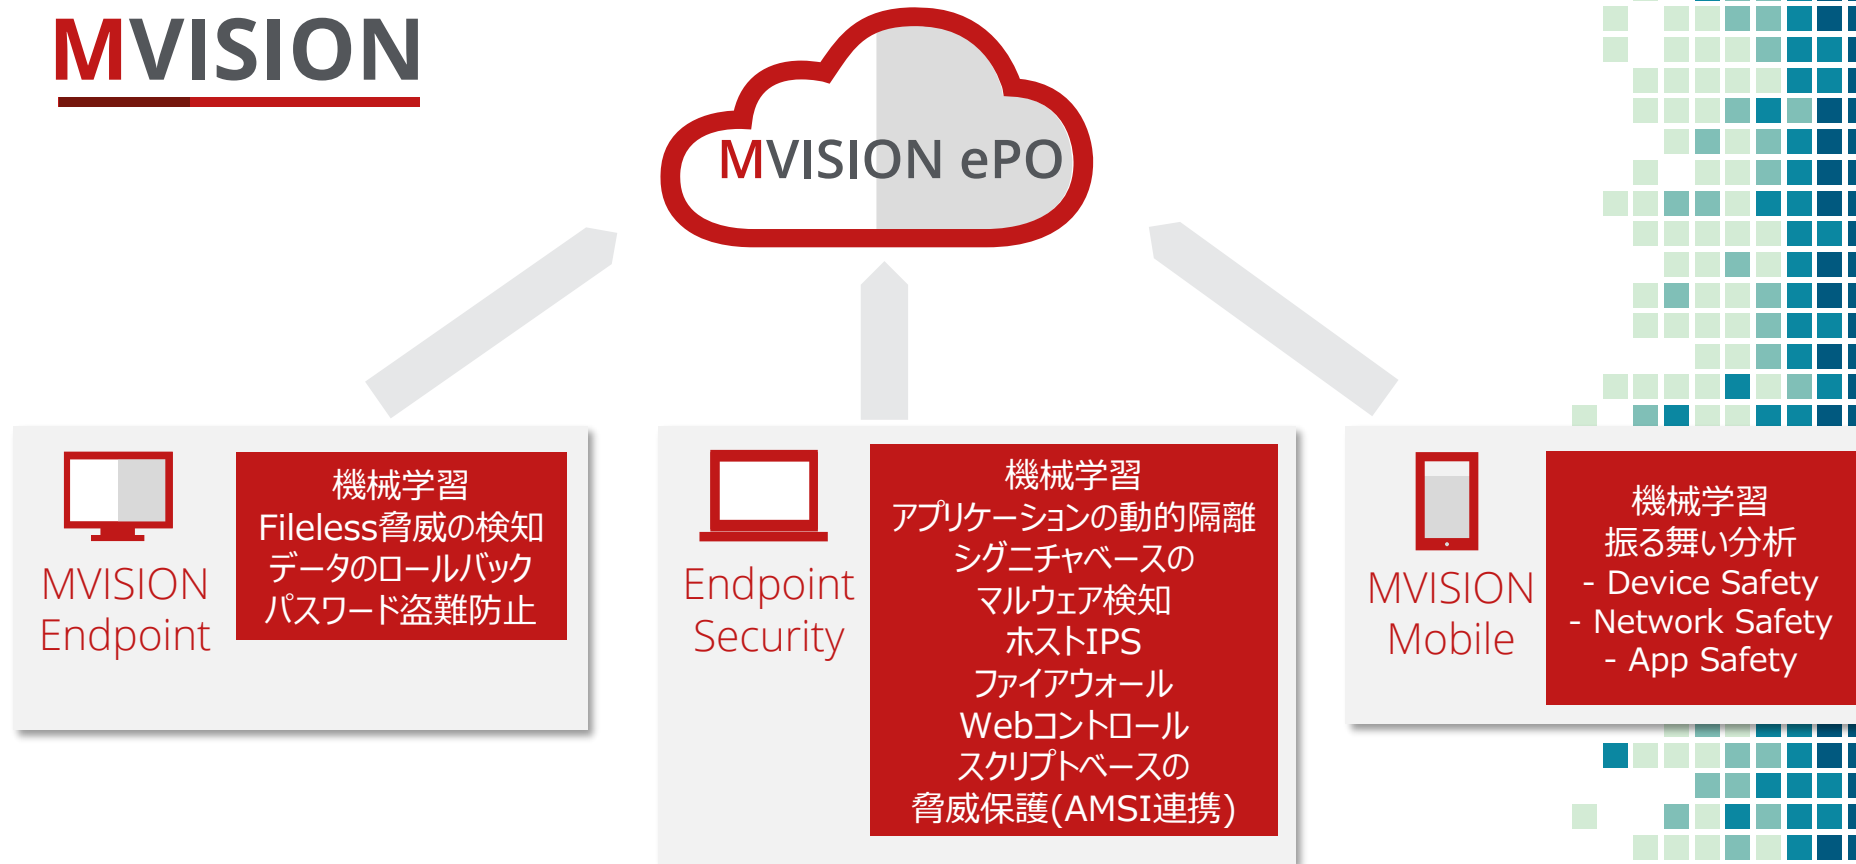 MVISION
MVISION ePO
MVISION
Endpoint
機械学習
Fileless脅威の検知
データのロールバック
パスワード盗難防止
Endpoint
Security
機械学習
アプリケーションの動的隔離
シグニチャベースの
マルウェア検知
ホストIPS
ファイアウォール
Webコントロール
スクリプトベースの
脅威保護(AMSI連携)
MVISION
Mobile
機械学習
振る舞い分析
- Device Safety
- Network Safety
- App Safety